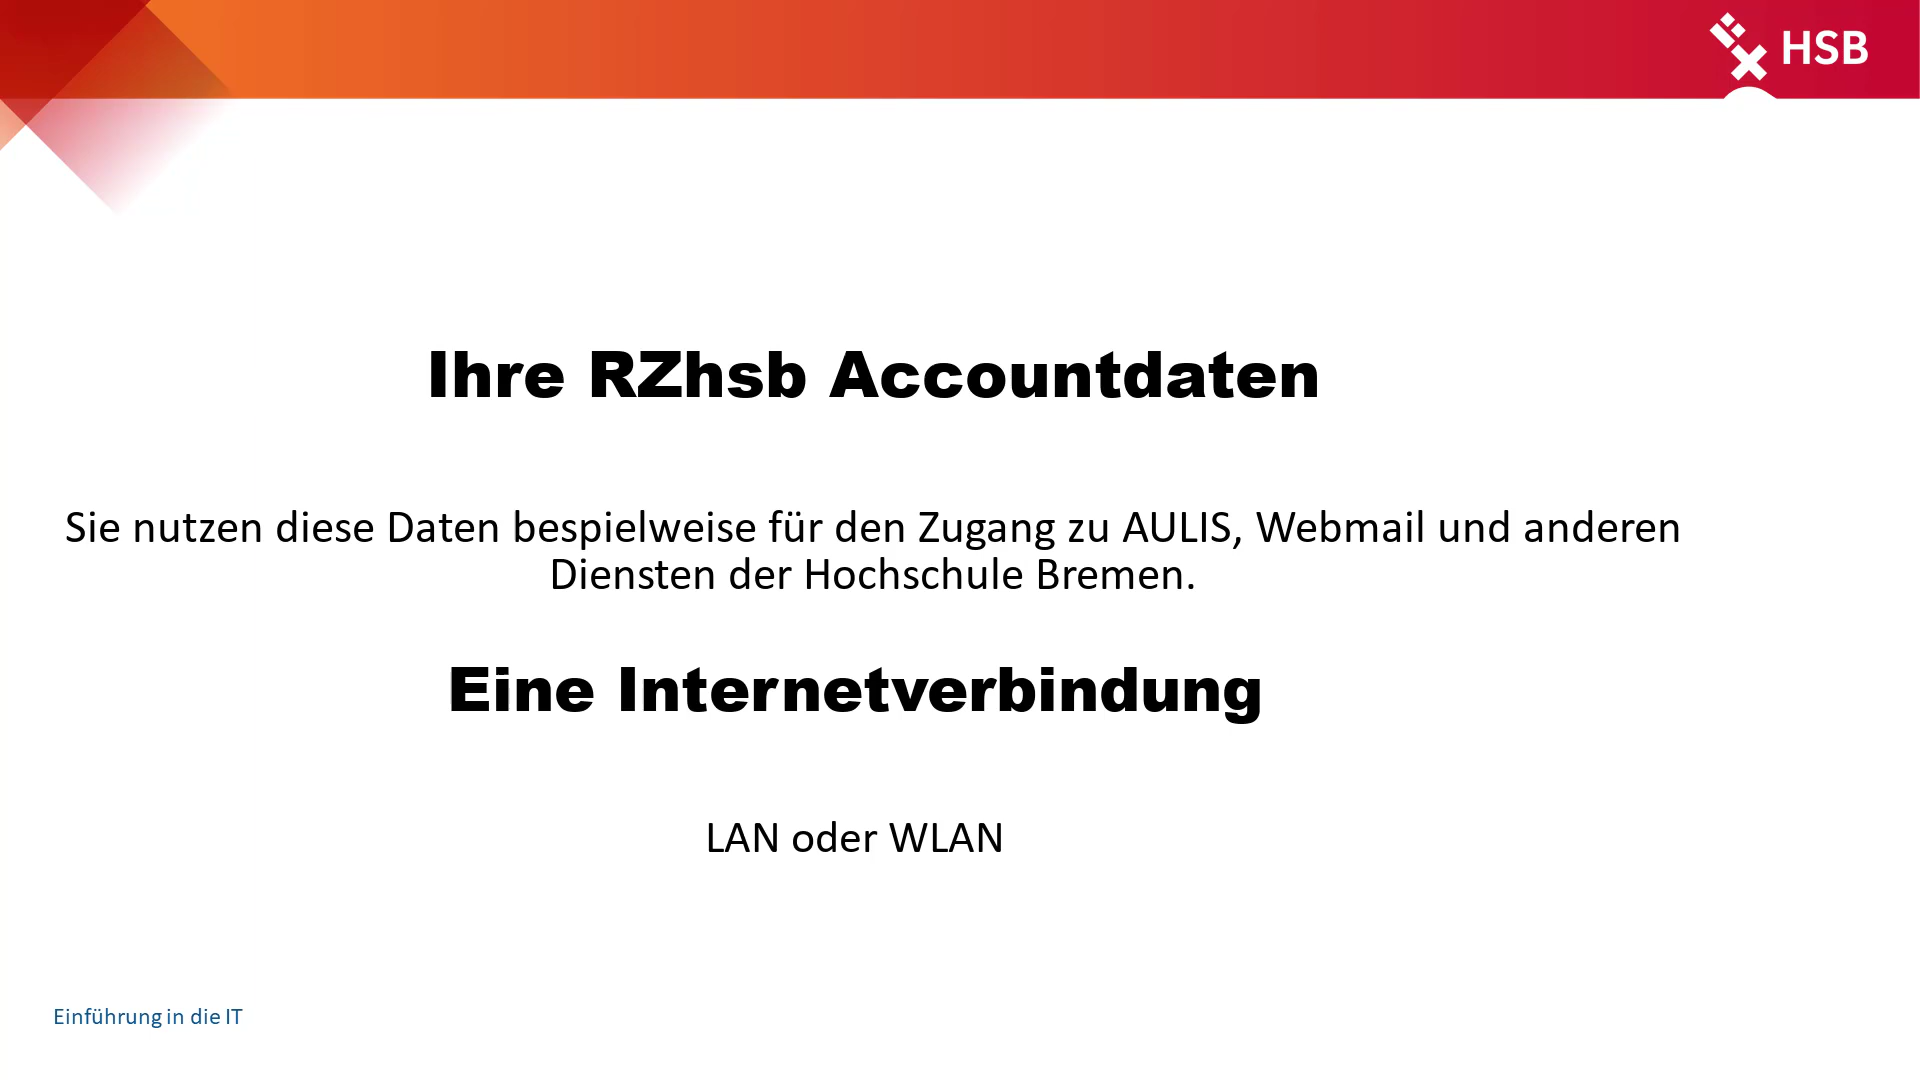 HSB
Ihre RZhsb Accountdaten
Sie nutzen diese Daten bespielweise für den Zugang zu AULIS, Webmail und anderen
Diensten der Hochschule Bremen.
Eine Internetverbindung
LAN oder WLAN
Einführung in die IT